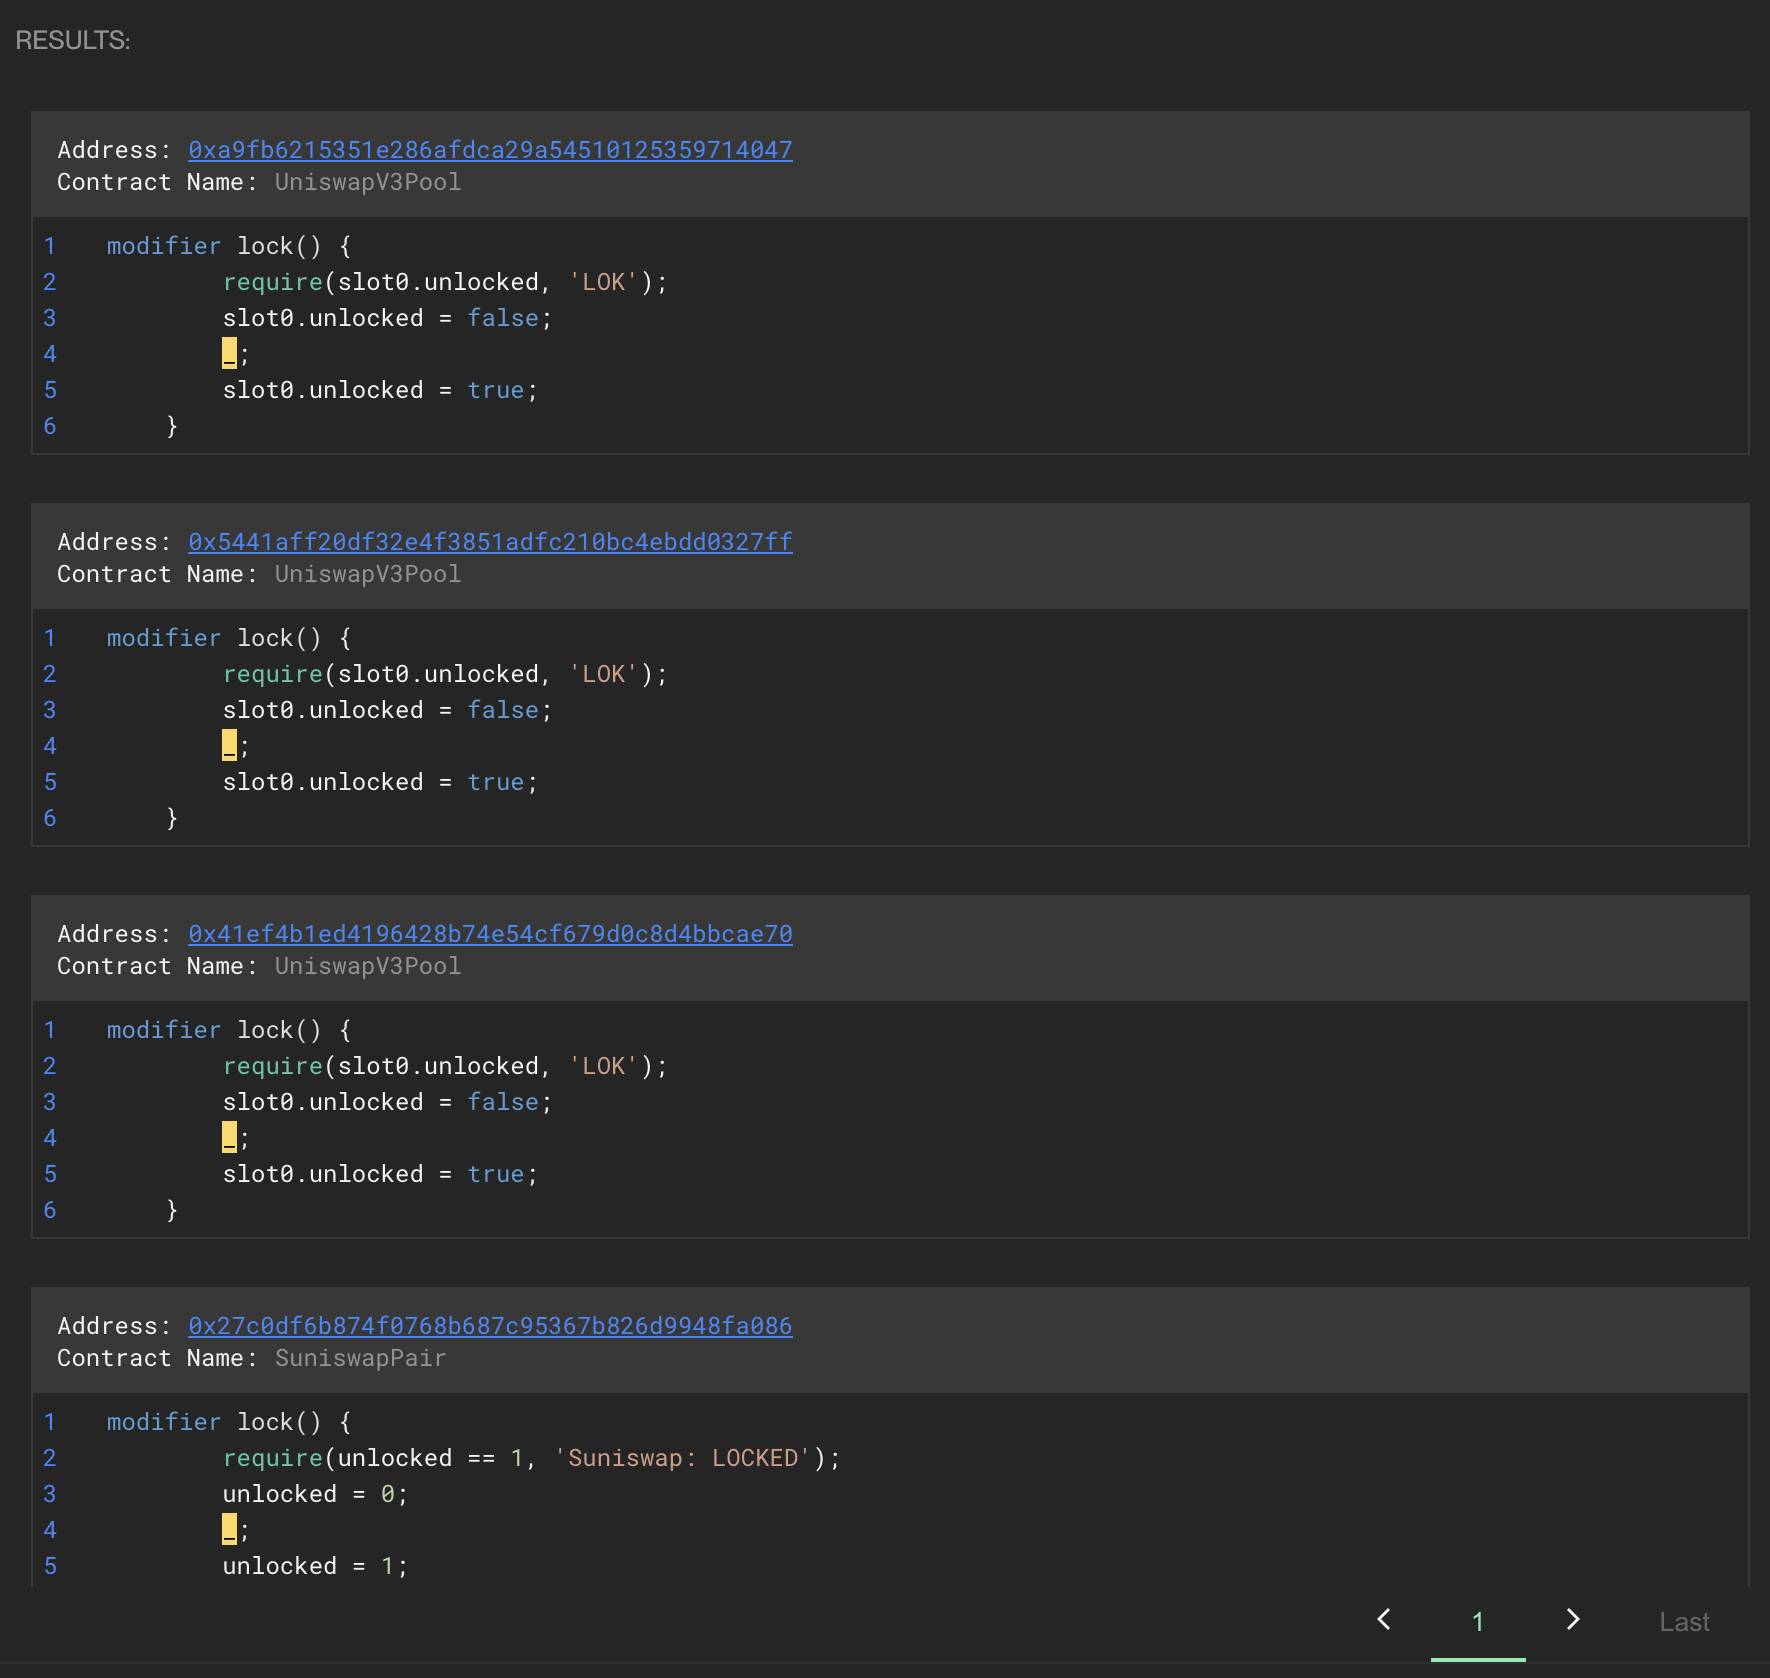 RESULTS:
Address: 0xa9fb6215351e286afdca29a54510125359714047
Contract Name: UniswapV3Pool
1 modifier lock() {
2 require(slot0.unlocked, 'LOK');
3 slot0.unlocked = false;
4 _;
5 slot0.unlocked = true;
6 }
Address: 0x5441aff20df32e4f3851adfc210bc4ebdd0327ff
Contract Name: UniswapV3Pool
1 modifier lock() {
2 require(slot0.unlocked, 'LOK');
3 slot0.unlocked = false;
4 _;
5 slot0.unlocked = true;
6 }
Address: 0x41ef4b1ed4196428b74e54cf679d0c8d4bbcae70
Contract Name: UniswapV3Pool
1 modifier lock() {
2 require(slot0.unlocked, 'LOK');
3 slot0.unlocked = false;
4 _;
5 slot0.unlocked = true;
6 }
Address: 0x27c0df6b874f0768b687c95367b826d9948fa086
Contract Name: SuniswapPair
1 modifier lock() {
2 require(unlocked == 1, 'Suniswap: LOCKED');
3 unlocked = 0;
4 _;
5 unlocked = 1;
1 Last